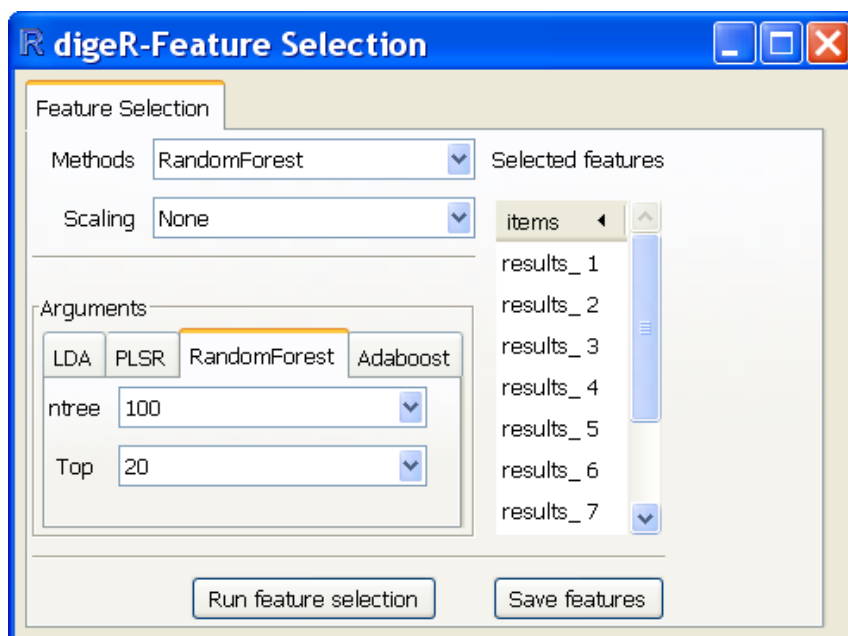 R digeR-Feature Selection
Feature Selection
Methods RandomForest
Scaling None
Arguments
LDA PLSR RandomForest Adaboost
ntree 100
Top 20
Selected features
items
results_ 1
results_ 2
results_ 3
results_ 4
results_ 5
results_ 6
results_ 7
Run feature selection Save features